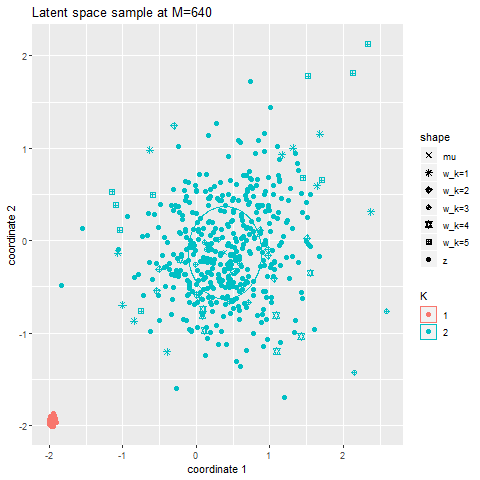 Latent space sample at M=640
2
1
0
-1
-2
coordinate 2
-2
-1
0
1
2
coordinate 1
shape
mu
w_k=1
w_k=2
w_k=3
w_k=4
w_k=5
z
K
1
2